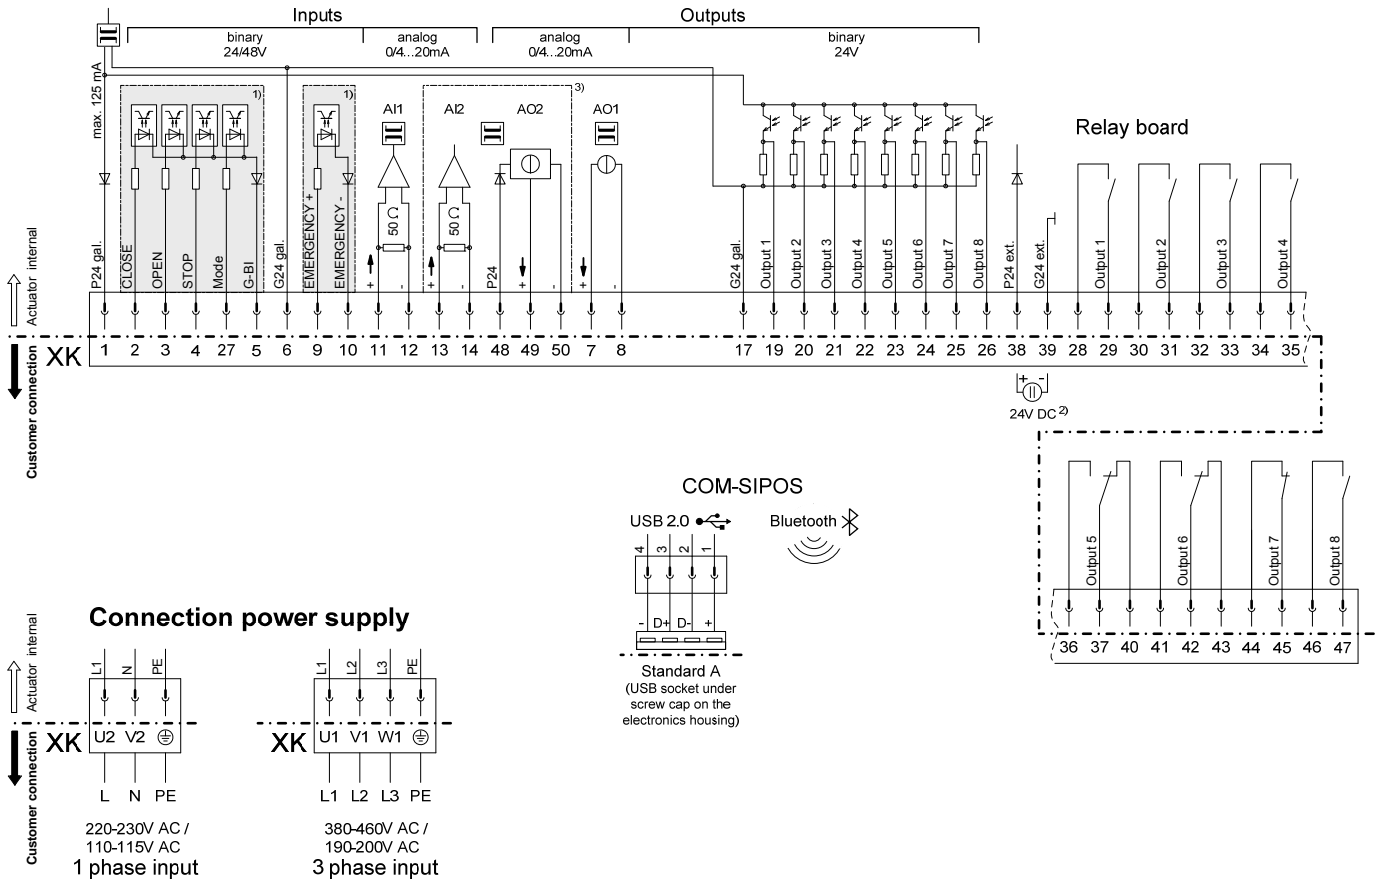 Inputs
Outputs
binary
24/48V
analog
0/4...20mA
analog
0/4...20mA
binary
24V
max. 125 mA
1)
1)
3)
AI1
AI2
AO2
AO1
Relay board
50 Ω
50 Ω
P24 gal.
CLOSE
OPEN
STOP
Mode
G-BI
G24 gal.
EMERGENCY +
EMERGENCY -
+
-
+
-
P24
+
-
+
-
G24 gal.
Output 1
Output 2
Output 3
Output 4
Output 5
Output 6
Output 7
Output 8
P24 ext.
G24 ext.
Output 1
Output 2
Output 3
Output 4
Actuator internal
Customer connection
XK
1 2 3 4 27 5 6 9 10 11 12 13 14 48 49 50 7 8 17 19 20 21 22 23 24 25 26 38 39 28 29 30 31 32 33 34 35
+ -
24V DC 2)
COM-SIPOS
USB 2.0
Bluetooth
4 3 2 1
- D+ D- +
Standard A
(USB socket under
screw cap on the
electronics housing)
Output 5
Output 6
Output 7
Output 8
36 37 40 41 42 43 44 45 46 47
Connection power supply
Actuator internal
Customer connection
L1 N PE
XK
U2 V2
L N PE
220-230V AC /
110-115V AC
1 phase input
L1 L2 L3 PE
XK
U1 V1 W1
L1 L2 L3 PE
380-460V AC /
190-200V AC
3 phase input